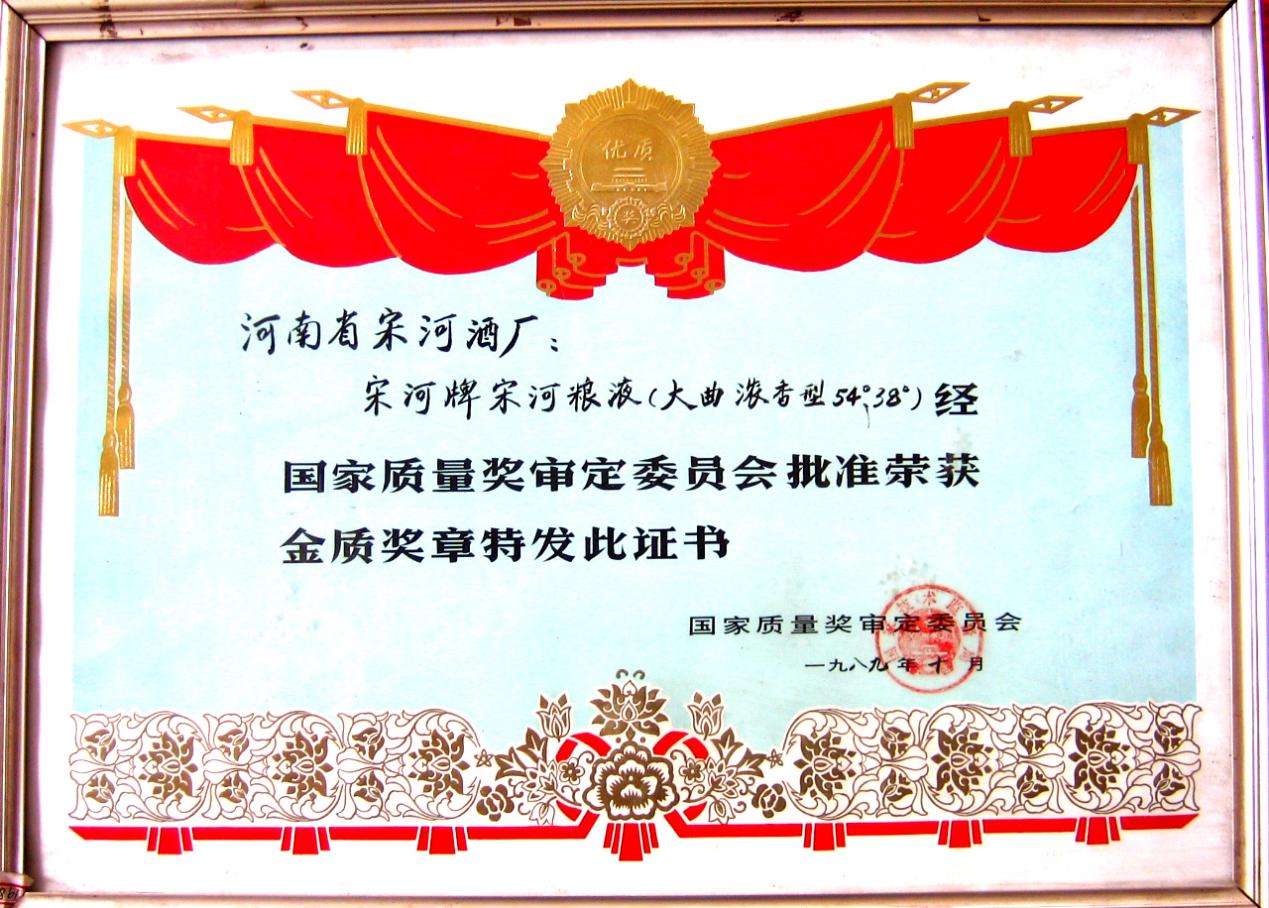 优质
奖
河南省宋河酒厂：
宋河牌宋河粮液(大曲浓香型54°,38°)经
国家质量奖审定委员会批准荣获
金质奖章特发此证书
国家质量奖审定委员会
一九八九年十月